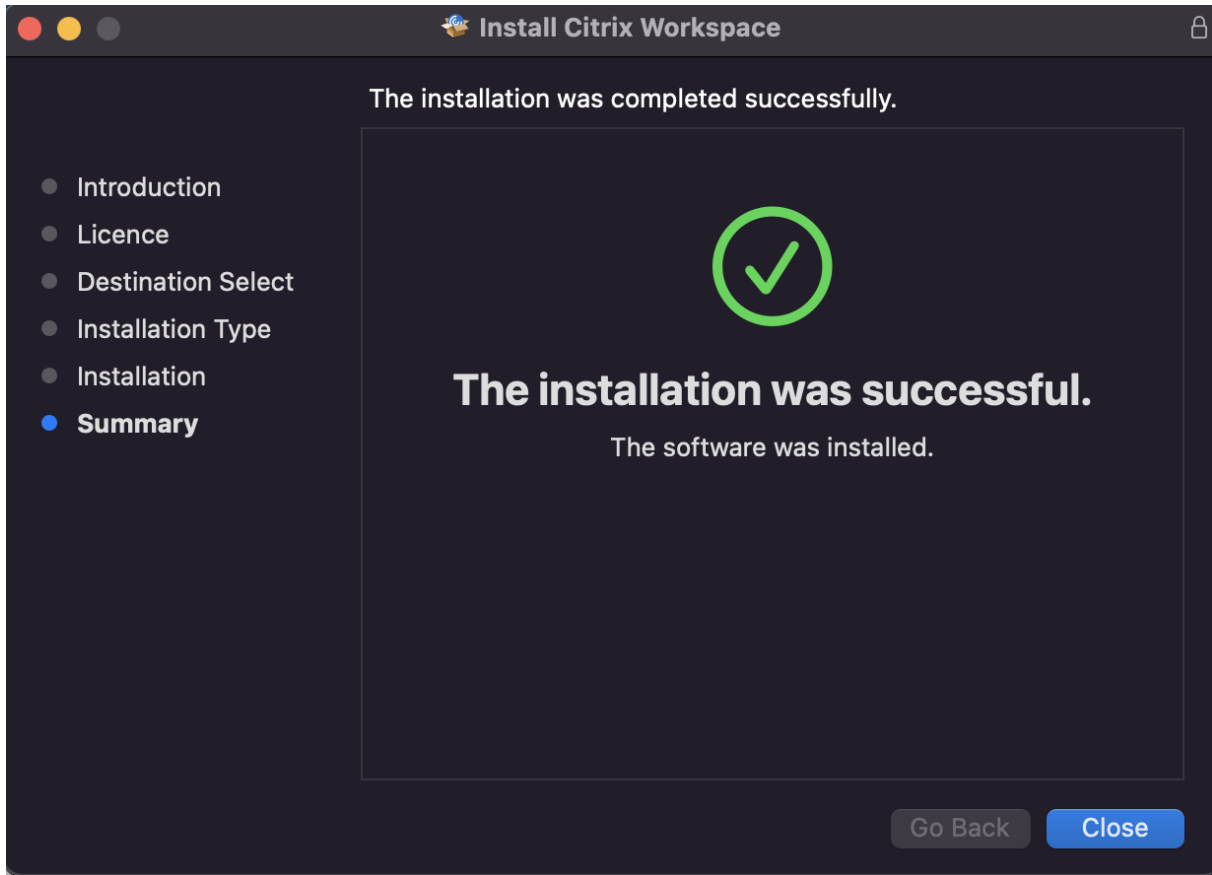 Install Citrix Workspace
The installation was completed successfully.
Introduction
Licence
Destination Select
Installation Type
Installation
Summary
The installation was successful.
The software was installed.
Go Back
Close